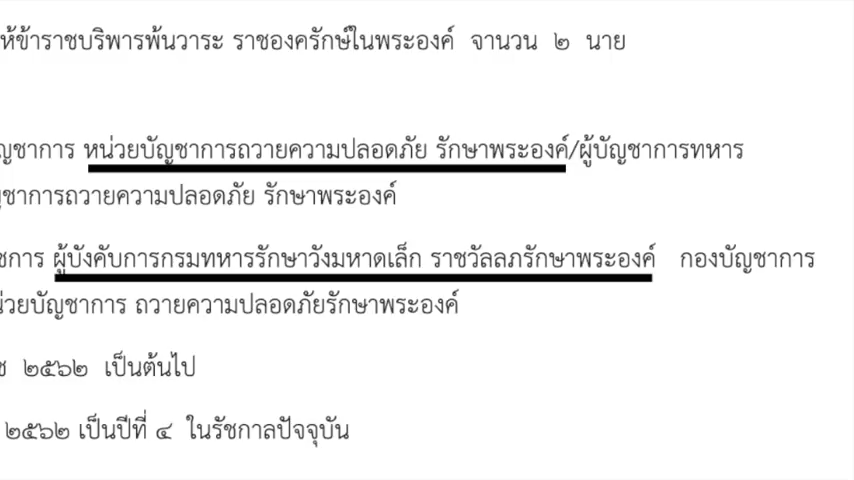 ห้ข้าราชบริพารพ้นวาระ ราชองครักษ์ในพระองค์ จำนวน ๒ นาย
ญชาการ หน่วยบัญชาการถวายความปลอดภัย รักษาพระองค์/ผู้บัญชาการทหาร
ญชาการถวายความปลอดภัย รักษาพระองค์
ชการ ผู้บังคับการกรมทหารรักษาวังมหาดเล็ก ราชวัลลภรักษาพระองค์ กองบัญชาการ
น่วยบัญชาการ ถวายความปลอดภัยรักษาพระองค์
ช ๒๕๖๒ เป็นต้นไป
๒๕๖๒ เป็นปีที่ ๔ ในรัชกาลปัจจุบัน